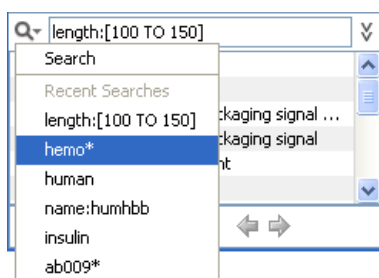 length:[100 TO 150]
Search
Recent Searches
length:[100 TO 150]
ckaging signal ...
hemo*
ckaging signal
human
nt
name:humhbb
insulin
ab009*